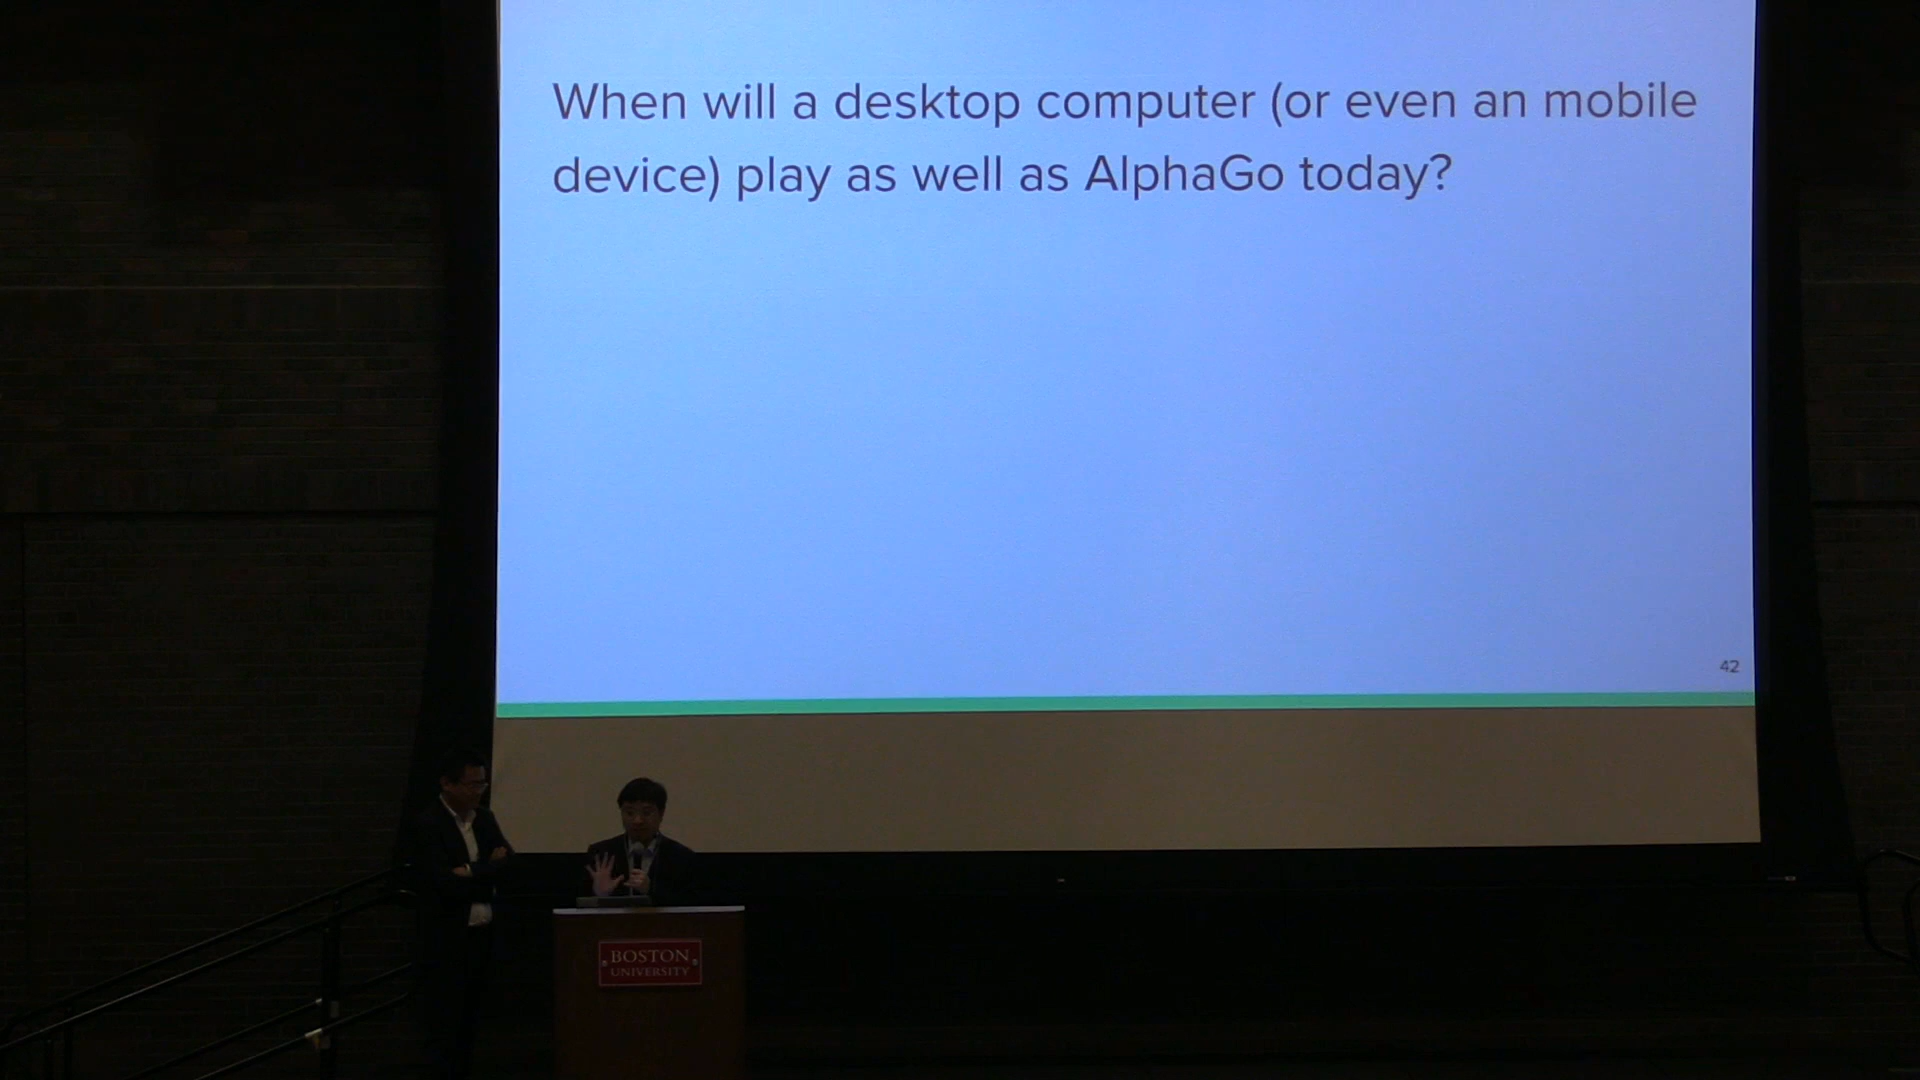 When will a desktop computer (or even an mobile
device) play as well as AlphaGo today?
42
BOSTON
UNIVERSITY